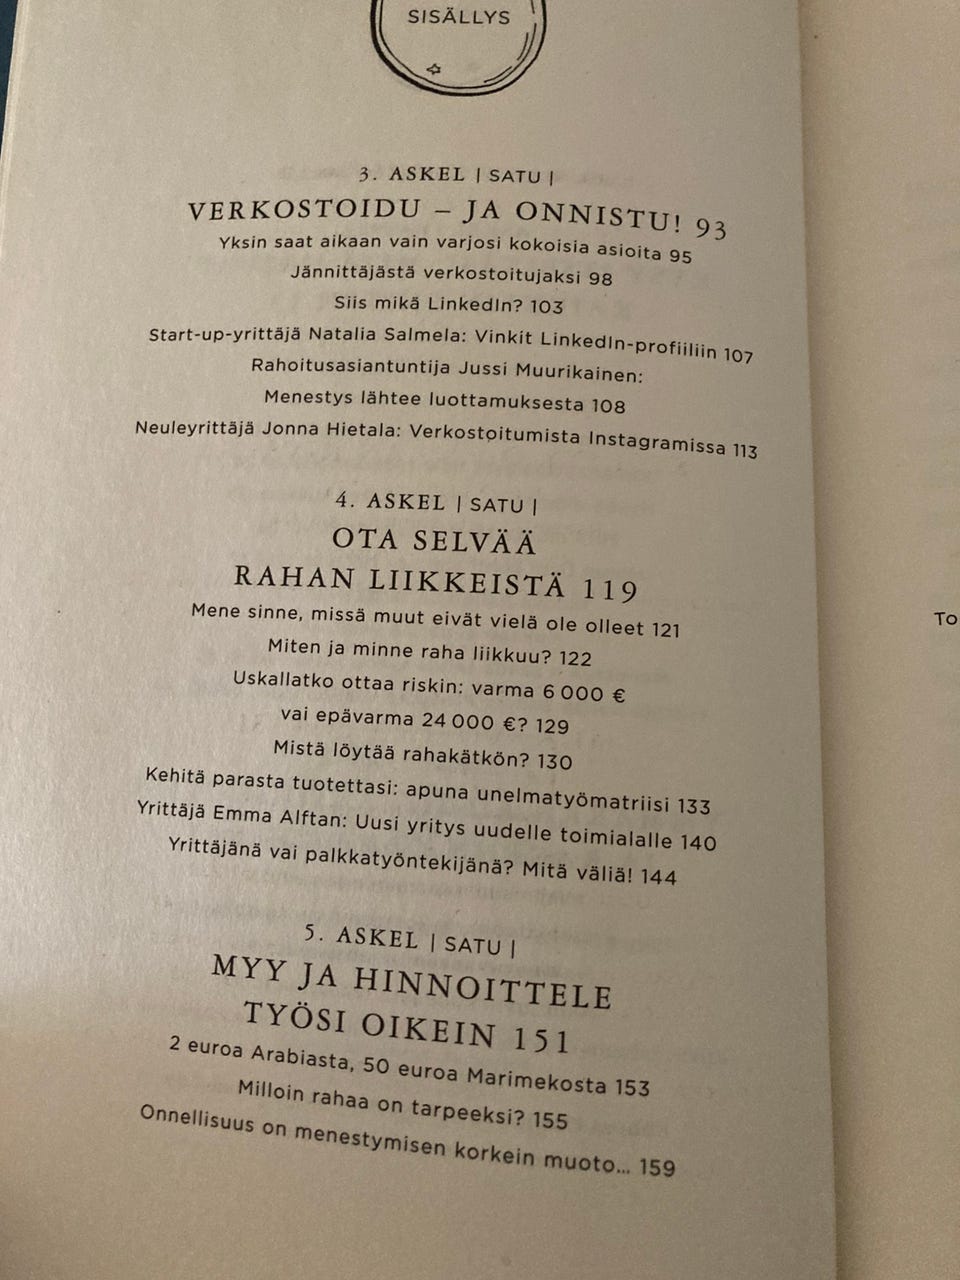 SISÄLLYS
3. ASKEL | SATU |
VERKOSTOIDU – JA ONNISTU! 93
Yksin saat aikaan vain varjosi kokoisia asioita 95
Jännittäjästä verkostoitujaksi 98
Siis mikä LinkedIn? 103
Start-up-yrittäjä Natalia Salmela: Vinkit LinkedIn-profiiliin 107
Rahoitusasiantuntija Jussi Muurikainen:
Menestys lähtee luottamuksesta 108
Neuleyrittäjä Jonna Hietala: Verkostoitumista Instagramissa 113
4. ASKEL | SATU |
OTA SELVÄÄ
RAHAN LIIKKEISTÄ 119
Mene sinne, missä muut eivät vielä ole olleet 121
Miten ja minne raha liikkuu? 122
Uskallatko ottaa riskin: varma 6 000 €
vai epävarma 24 000 €? 129
Mistä löytää rahakätkön? 130
Kehitä parasta tuotettasi: apuna unelmatyömatriisi 133
Yrittäjä Emma Alftan: Uusi yritys uudelle toimialalle 140
Yrittäjänä vai palkkatyöntekijänä? Mitä väliä! 144
5. ASKEL | SATU |
MYY JA HINNOITTELE
TYÖSI OIKEIN 151
2 euroa Arabiasta, 50 euroa Marimekosta 153
Milloin rahaa on tarpeeksi? 155
Onnellisuus on menestymisen korkein muoto... 159
To